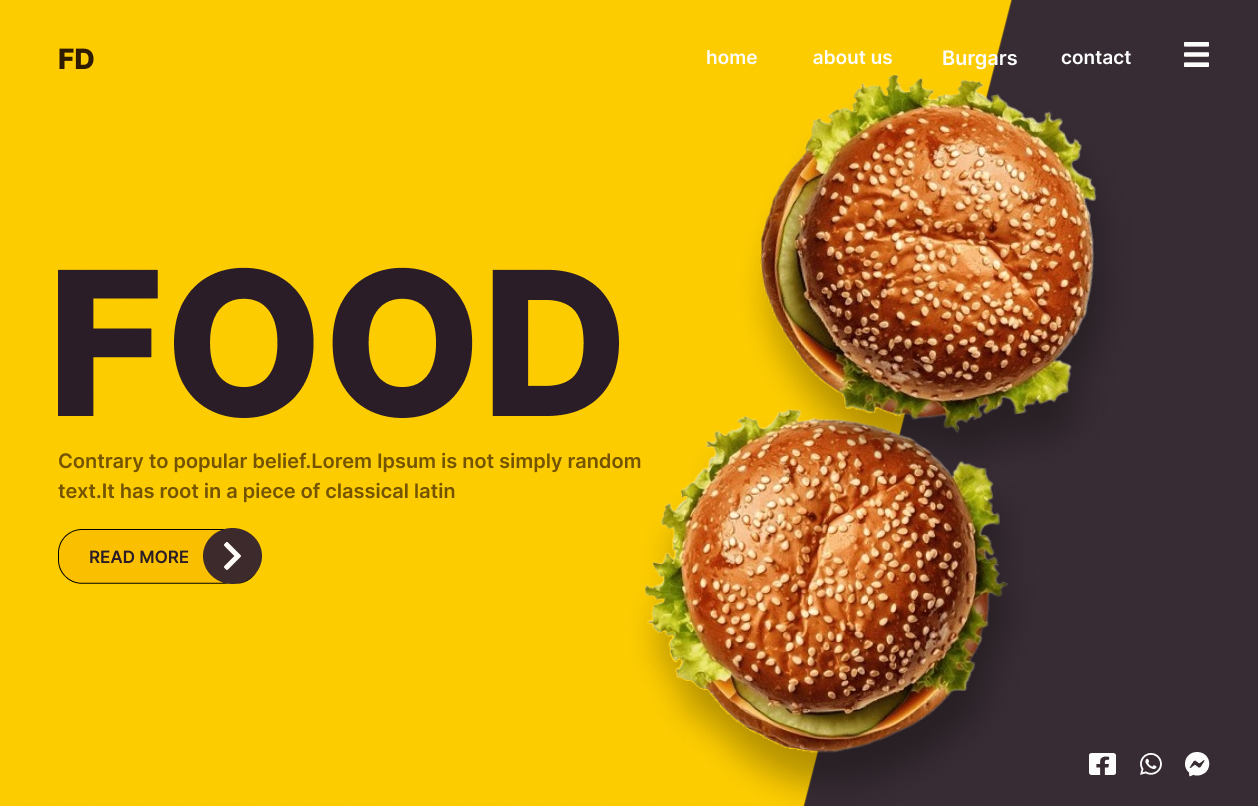 FD
home about us Burgars contact
FOOD
Contrary to popular belief.Lorem Ipsum is not simply random
text.It has root in a piece of classical latin
READ MORE